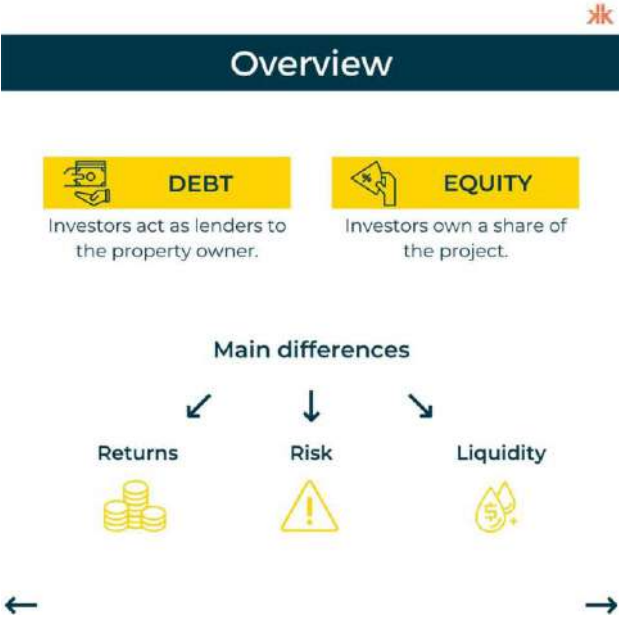 Overview
DEBT
Investors act as lenders to
the property owner.
EQUITY
Investors own a share of
the project.
Main differences
Returns
Risk
Liquidity